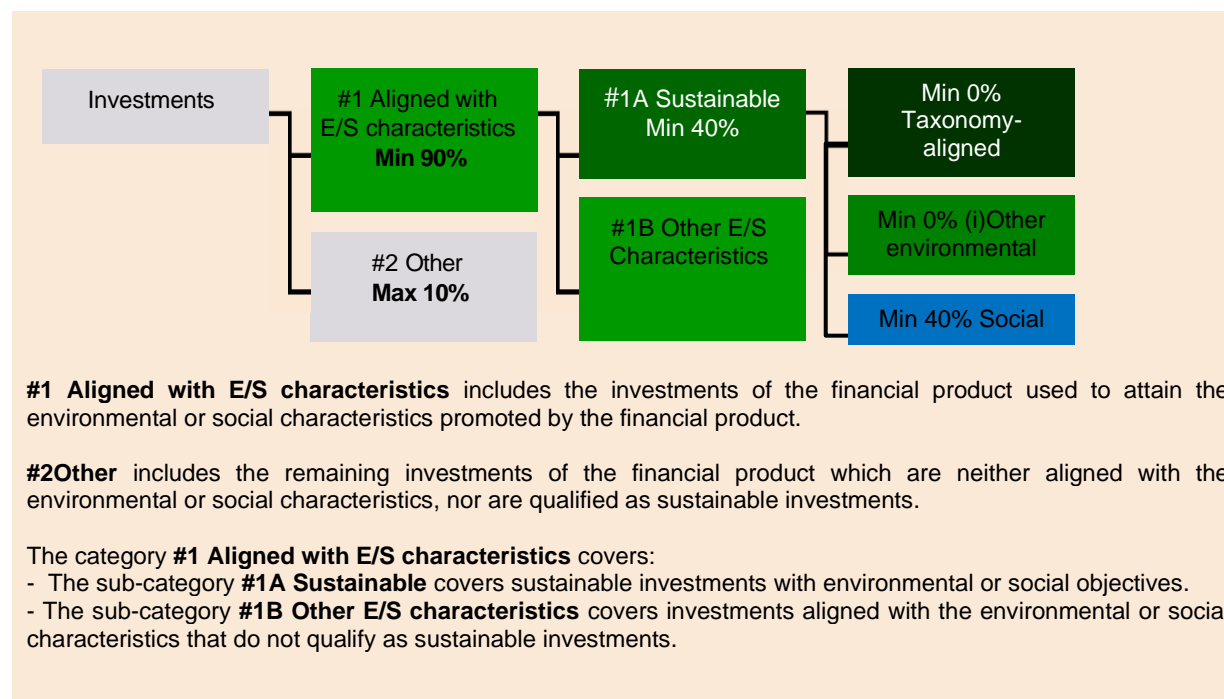 Investments
#1 Aligned with
E/S characteristics
Min 90%
#2 Other
Max 10%
#1A Sustainable
Min 40%
#1B Other E/S
Characteristics
Min 0%
Taxonomy-
aligned
Min 0% (i)Other
environmental
Min 40% Social
#1 Aligned with E/S characteristics includes the investments of the financial product used to attain the
environmental or social characteristics promoted by the financial product.
#2Other includes the remaining investments of the financial product which are neither aligned with the
environmental or social characteristics, nor are qualified as sustainable investments.
The category #1 Aligned with E/S characteristics covers:
- The sub-category #1A Sustainable covers sustainable investments with environmental or social objectives.
- The sub-category #1B Other E/S characteristics covers investments aligned with the environmental or social
characteristics that do not qualify as sustainable investments.